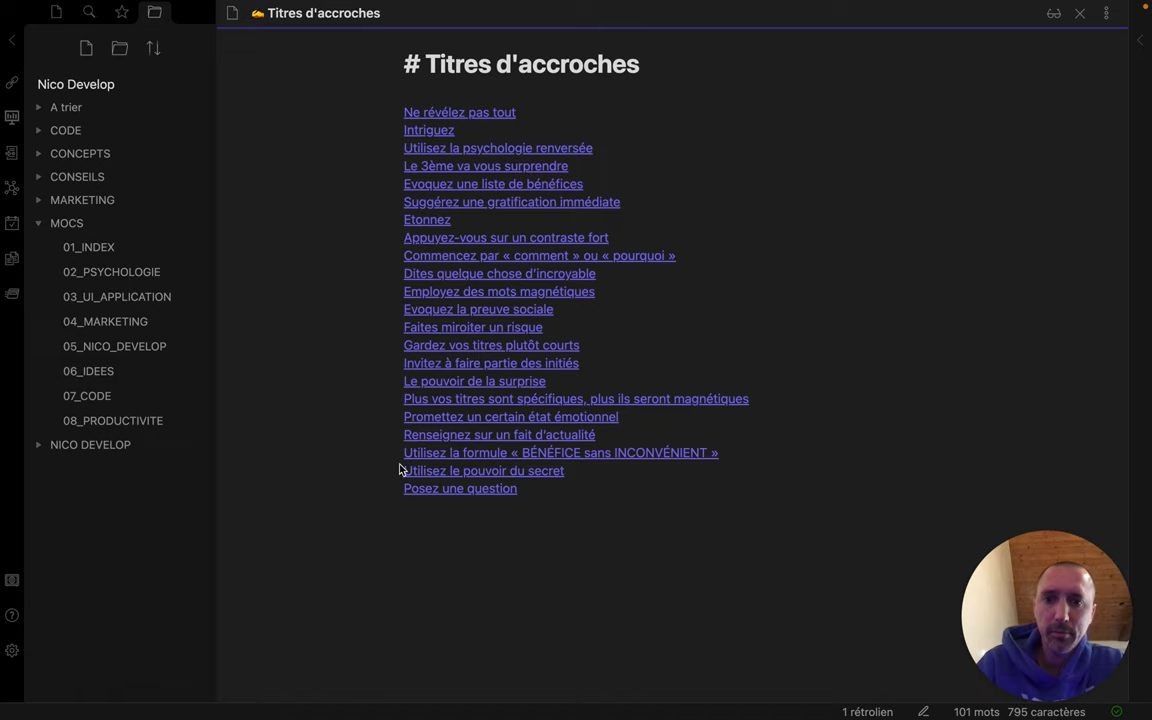 ✍️ Titres d'accroches
Nico Develop
A trier
CODE
CONCEPTS
CONSEILS
MARKETING
MOCS
01_INDEX
02_PSYCHOLOGIE
03_UI_APPLICATION
04_MARKETING
05_NICO_DEVELOP
06_IDEES
07_CODE
08_PRODUCTIVITE
NICO DEVELOP
# Titres d'accroches
Ne révélez pas tout
Intriguez
Utilisez la psychologie renversée
Le 3ème va vous surprendre
Evoquez une liste de bénéfices
Suggérez une gratification immédiate
Etonnez
Appuyez-vous sur un contraste fort
Commencez par « comment » ou « pourquoi »
Dites quelque chose d’incroyable
Employez des mots magnétiques
Evoquez la preuve sociale
Faites miroiter un risque
Gardez vos titres plutôt courts
Invitez à faire partie des initiés
Le pouvoir de la surprise
Plus vos titres sont spécifiques, plus ils seront magnétiques
Promettez un certain état émotionnel
Renseignez sur un fait d’actualité
Utilisez la formule « BÉNÉFICE sans INCONVÉNIENT »
Utilisez le pouvoir du secret
Posez une question
1 rétrolien
101 mots 795 caractères